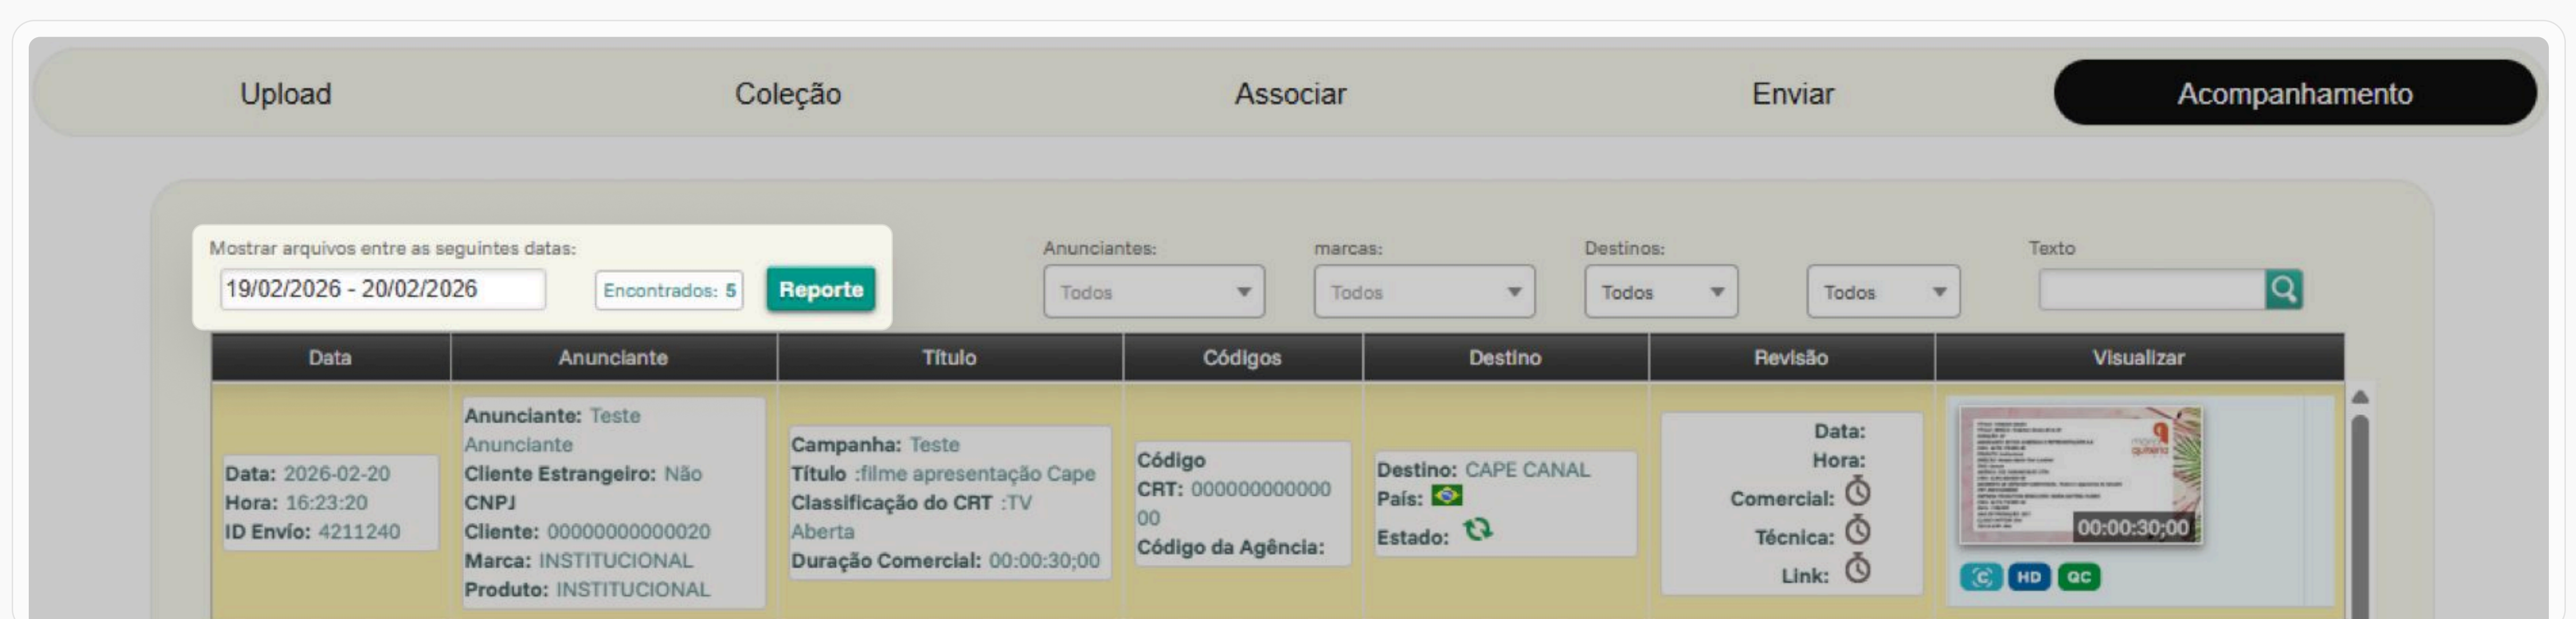 Upload Coleção Associar Enviar Acompanhamento
Mostrar arquivos entre as seguintes datas: Anunciantes: marcas: Destinos: Texto
19/02/2026 - 20/02/2026 Encontrados: 5 Reporte Todos Todos Todos Todos
Data Anunciante Título Códigos Destino Revisão Visualizar
Data: 2026-02-20
Hora: 16:23:20
ID Envío: 4211240
Anunciante: Teste
Anunciante
Cliente Estrangeiro: Não
CNPJ
Cliente: 00000000000020
Marca: INSTITUCIONAL
Produto: INSTITUCIONAL
Campanha: Teste
Título :filme apresentação Cape
Classificação do CRT :TV
Aberta
Duração Comercial: 00:00:30;00
Código
CRT: 000000000000
00
Código da Agência:
Destino: CAPE CANAL
País:
Estado:
Data:
Hora:
Comercial:
Técnica:
Link:
maria
quitéria
00:00:30;00
C HD QC